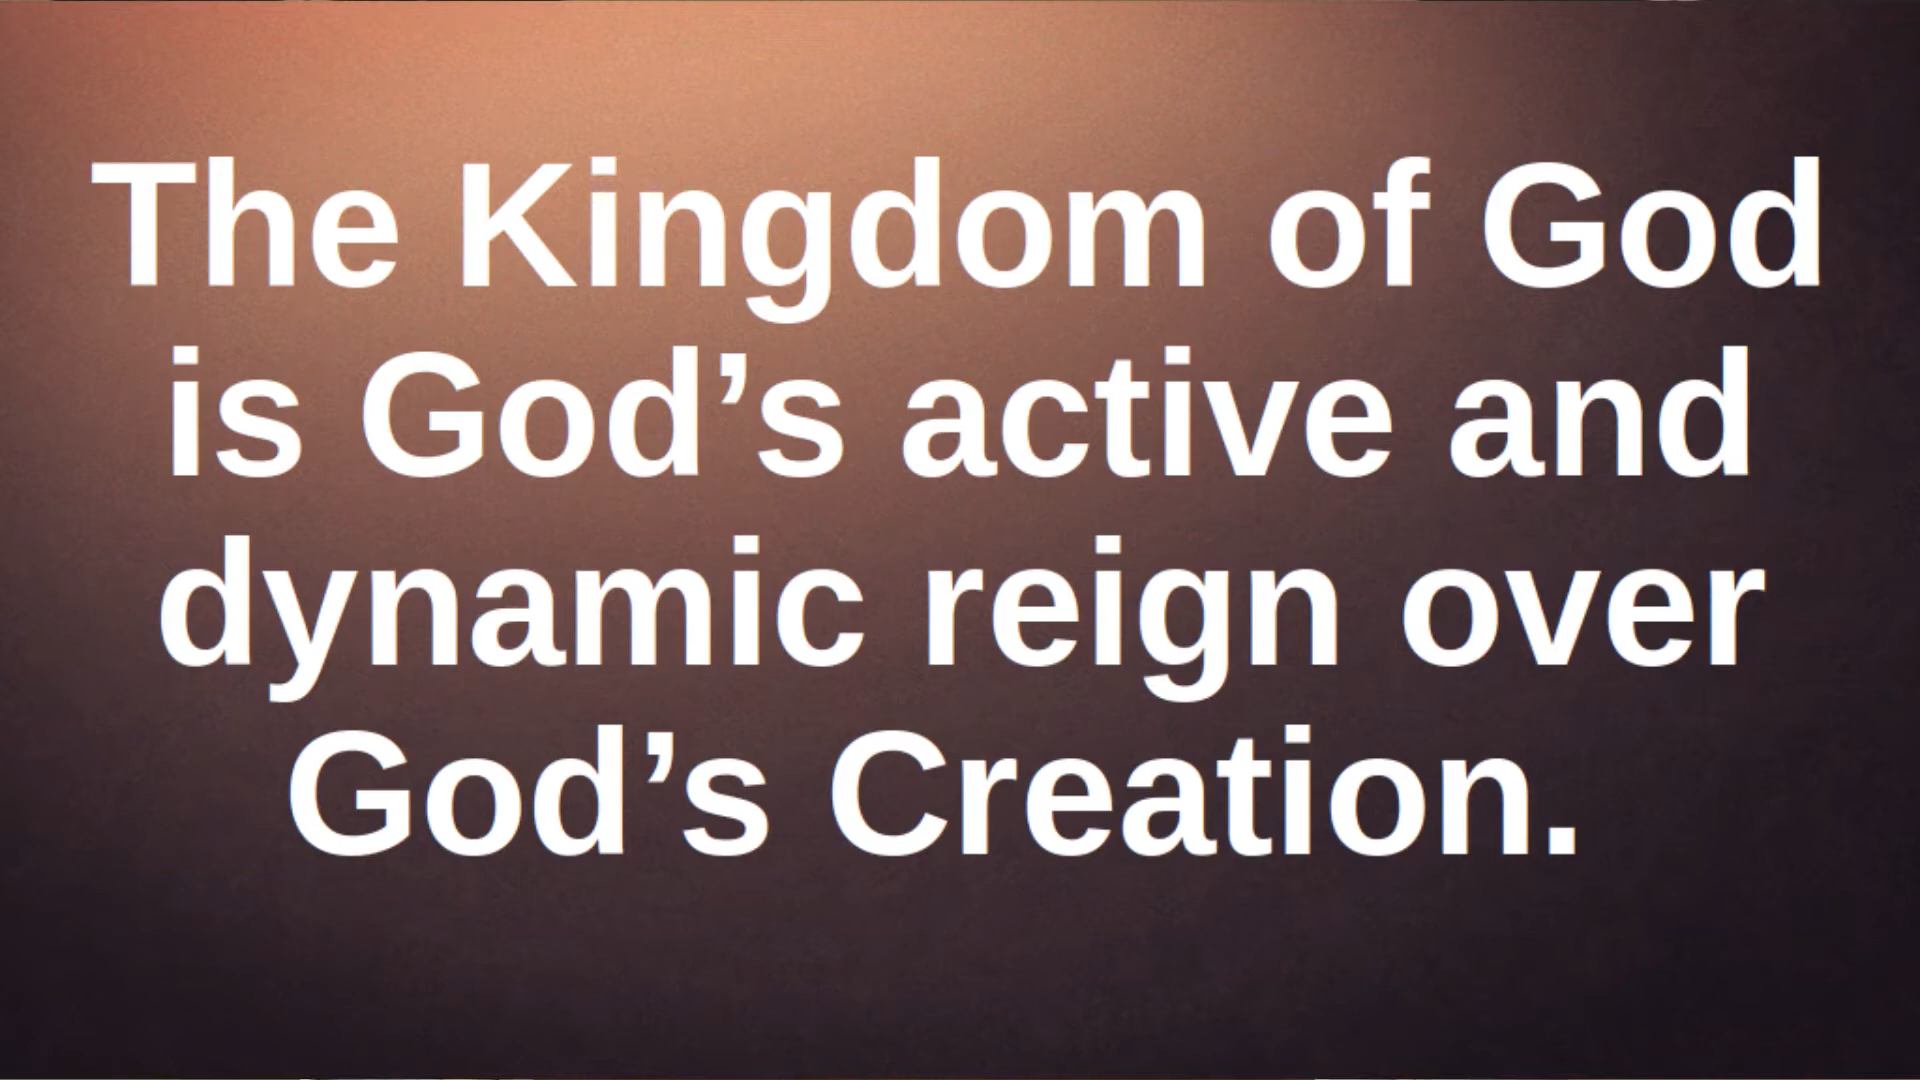 The Kingdom of God
is God’s active and
dynamic reign over
God’s Creation.